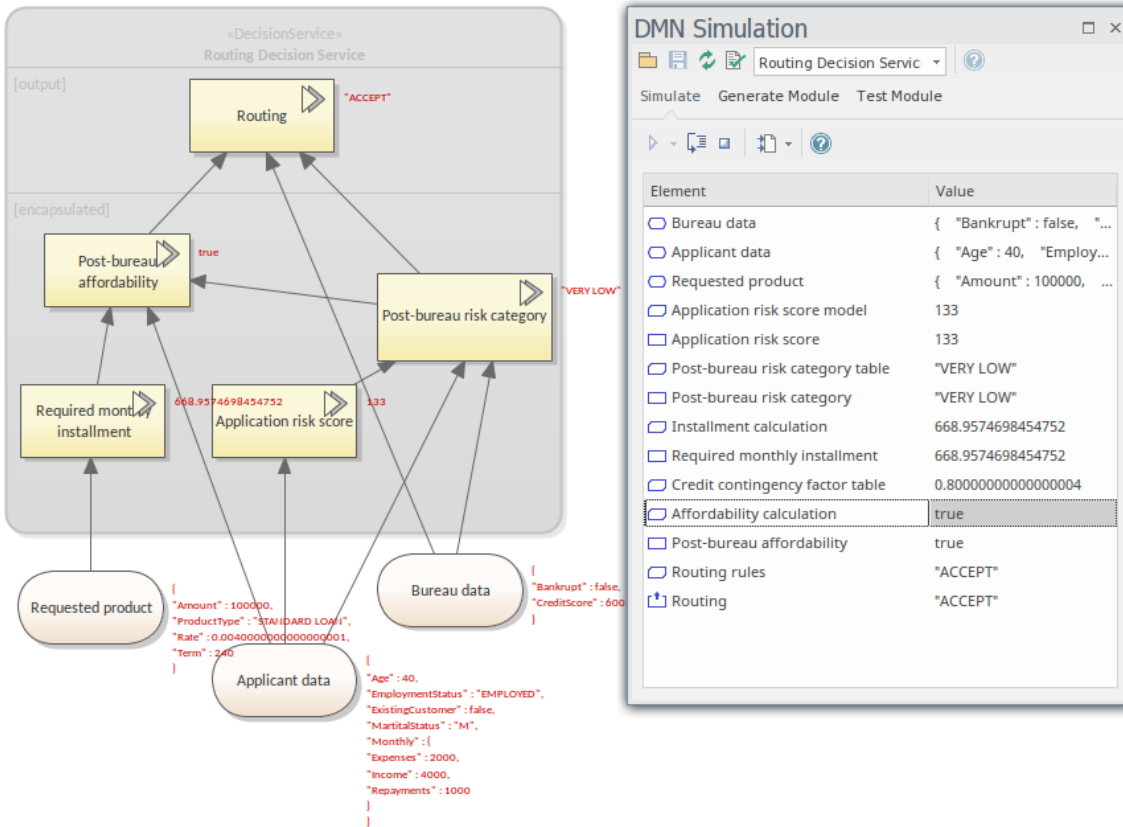 «DecisionService»
Routing Decision Service
[output]
Routing
"ACCEPT"
[encapsulated]
Post-bureau
affordability
true
Post-bureau risk category
"VERY LOW"
Required monthly
installment
668.9574698454752
Application risk score
133
Requested product
{
"Amount" : 100000,
"ProductType" : "STANDARD LOAN",
"Rate" : 0.0040000000000000001,
"Term" : 240
}
Bureau data
{
"Bankrupt" : false,
"CreditScore" : 600
}
Applicant data
{
"Age" : 40,
"EmploymentStatus" : "EMPLOYED",
"ExistingCustomer" : false,
"MartitalStatus" : "M",
"Monthly" : {
"Expenses" : 2000,
"Income" : 4000,
"Repayments" : 1000
}
}
DMN Simulation
Routing Decision Servic
Simulate Generate Module Test Module
Element Value
Bureau data { "Bankrupt" : false, "...
Applicant data { "Age" : 40, "Employ...
Requested product { "Amount" : 100000, ...
Application risk score model 133
Application risk score 133
Post-bureau risk category table "VERY LOW"
Post-bureau risk category "VERY LOW"
Installment calculation 668.9574698454752
Required monthly installment 668.9574698454752
Credit contingency factor table 0.80000000000000004
Affordability calculation true
Post-bureau affordability true
Routing rules "ACCEPT"
Routing "ACCEPT"